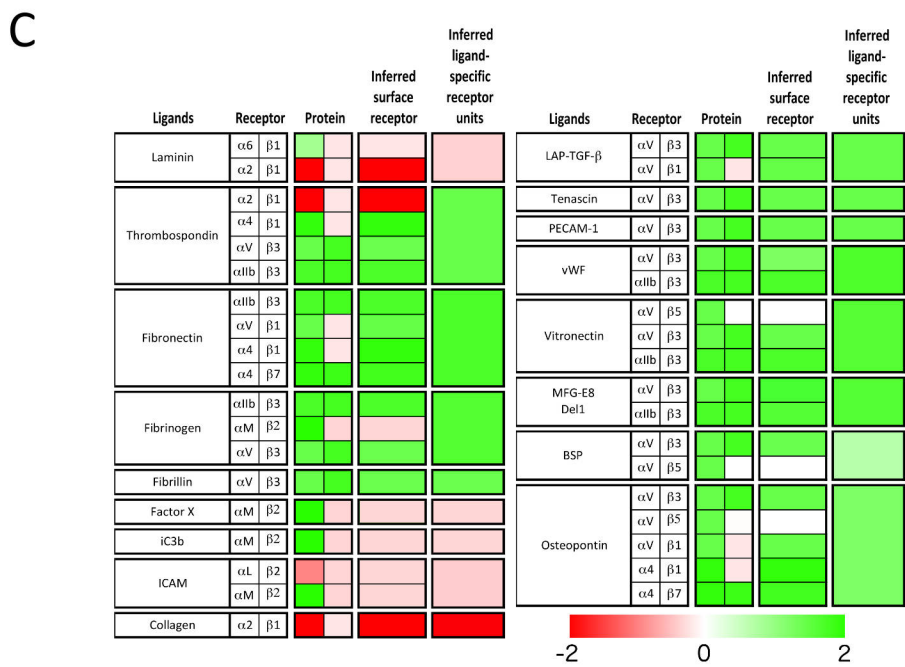 C
Ligands Receptor Protein Inferred surface receptor Inferred ligand-specific receptor units
Laminin
α6 β1
α2 β1
Thrombospondin
α2 β1
α4 β1
αV β3
αIIb β3
Fibronectin
αIIb β3
αV β1
α4 β1
α4 β7
Fibrinogen
αIIb β3
αM β2
αV β3
Fibrillin αV β3
Factor X αM β2
iC3b αM β2
ICAM
αL β2
αM β2
Collagen α2 β1
Ligands Receptor Protein Inferred surface receptor Inferred ligand-specific receptor units
LAP-TGF-β
αV β3
αV β1
Tenascin αV β3
PECAM-1 αV β3
vWF
αV β3
αIIb β3
Vitronectin
αV β5
αV β3
αIIb β3
MFG-E8
Del1
αV β3
αIIb β3
BSP
αV β3
αV β5
Osteopontin
αV β3
αV β5
αV β1
α4 β1
α4 β7
-2 0 2